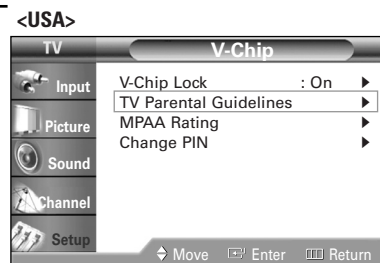 <USA>
TV V-Chip
Input V-Chip Lock : On ▶
TV Parental Guidelines ▶
Picture MPAA Rating ▶
Change PIN ▶
Sound
Channel
Setup
Move Enter Return